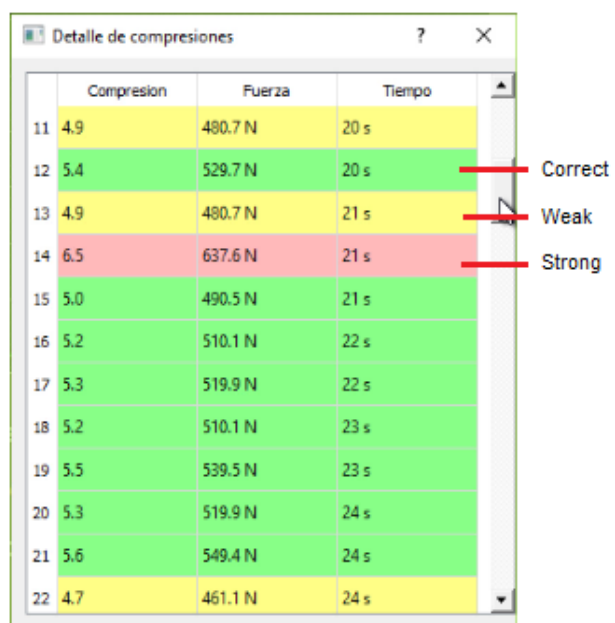 Detalle de compresiones ? ✕
Compresion Fuerza Tiempo
11 4.9 480.7 N 20 s
12 5.4 529.7 N 20 s Correct
13 4.9 480.7 N 21 s Weak
14 6.5 637.6 N 21 s Strong
15 5.0 490.5 N 21 s
16 5.2 510.1 N 22 s
17 5.3 519.9 N 22 s
18 5.2 510.1 N 23 s
19 5.5 539.5 N 23 s
20 5.3 519.9 N 24 s
21 5.6 549.4 N 24 s
22 4.7 461.1 N 24 s